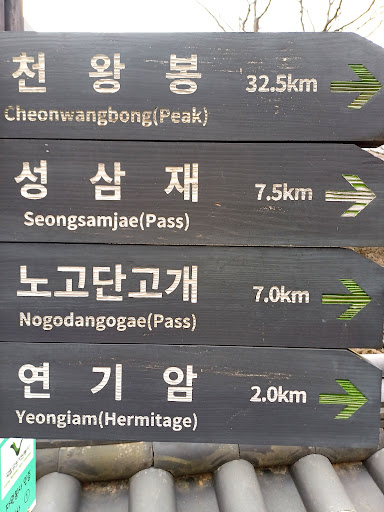 천왕봉 32.5km
Cheonwangbong(Peak)
성삼재 7.5km
Seongsamjae(Pass)
노고단고개 7.0km
Nogodangogae(Pass)
연기암 2.0km
Yeongiam(Hermitage)